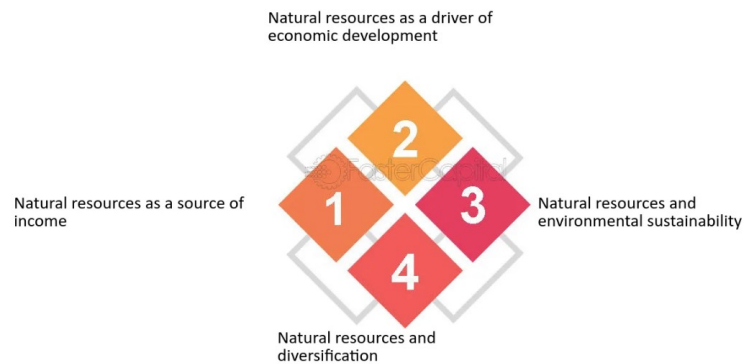 Natural resources as a driver of
economic development
2
FasterCapital
Natural resources as a source of
income
1
3
Natural resources and
environmental sustainability
4
Natural resources and
diversification